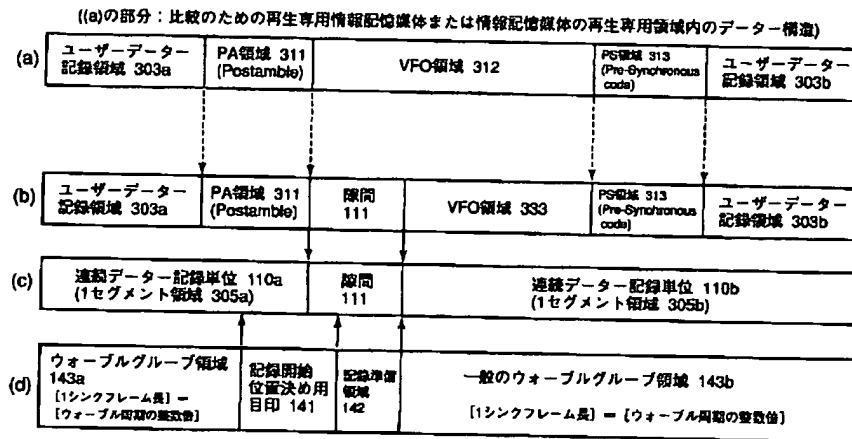 ((a)の部分：比較のための再生専用情報記憶媒体または情報記憶媒体の再生専用領域内のデーター構造)
(a)
ユーザーデーター
記録領域 303a
PA領域 311
(Postamble)
VFO領域 312
PS領域 313
(Pre-Synchronous
code)
ユーザーデーター
記録領域 303b
(b)
ユーザーデーター
記録領域 303a
PA領域 311
(Postamble)
隙間
111
VFO領域 333
PS領域 313
(Pre-Synchronous
code)
ユーザーデーター
記録領域 303b
(c)
連続データー記録単位 110a
(1セグメント領域 305a)
隙間
111
連続データー記録単位 110b
(1セグメント領域 305b)
(d)
ウォーブルグルーブ領域
143a
[1シンクフレーム長] ＝
[ウォーブル周期の整数倍]
記録開始
位置決め用
目印 141
記録準備
領域
142
一般のウォーブルグルーブ領域 143b
[1シンクフレーム長] ＝ [ウォーブル周期の整数倍]